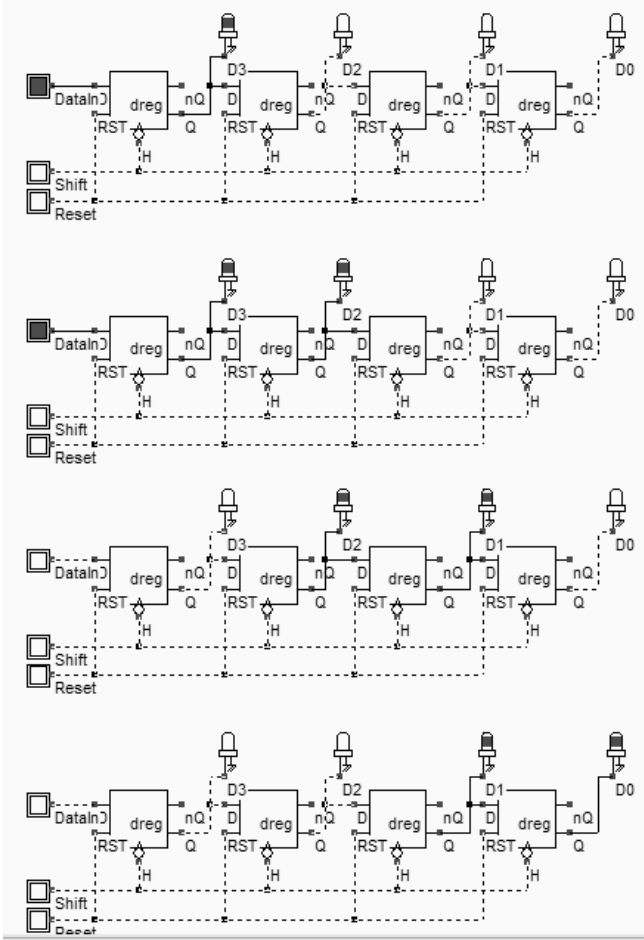 D3 D2 D1 D0
DataIn D dreg nQ D dreg nQ D dreg nQ D dreg nQ
RST Q RST Q RST Q RST Q
H H H H
Shift
Reset
D3 D2 D1 D0
DataIn D dreg nQ D dreg nQ D dreg nQ D dreg nQ
RST Q RST Q RST Q RST Q
H H H H
Shift
Reset
D3 D2 D1 D0
DataIn D dreg nQ D dreg nQ D dreg nQ D dreg nQ
RST Q RST Q RST Q RST Q
H H H H
Shift
Reset
D3 D2 D1 D0
DataIn D dreg nQ D dreg nQ D dreg nQ D dreg nQ
RST Q RST Q RST Q RST Q
H H H H
Shift
Reset